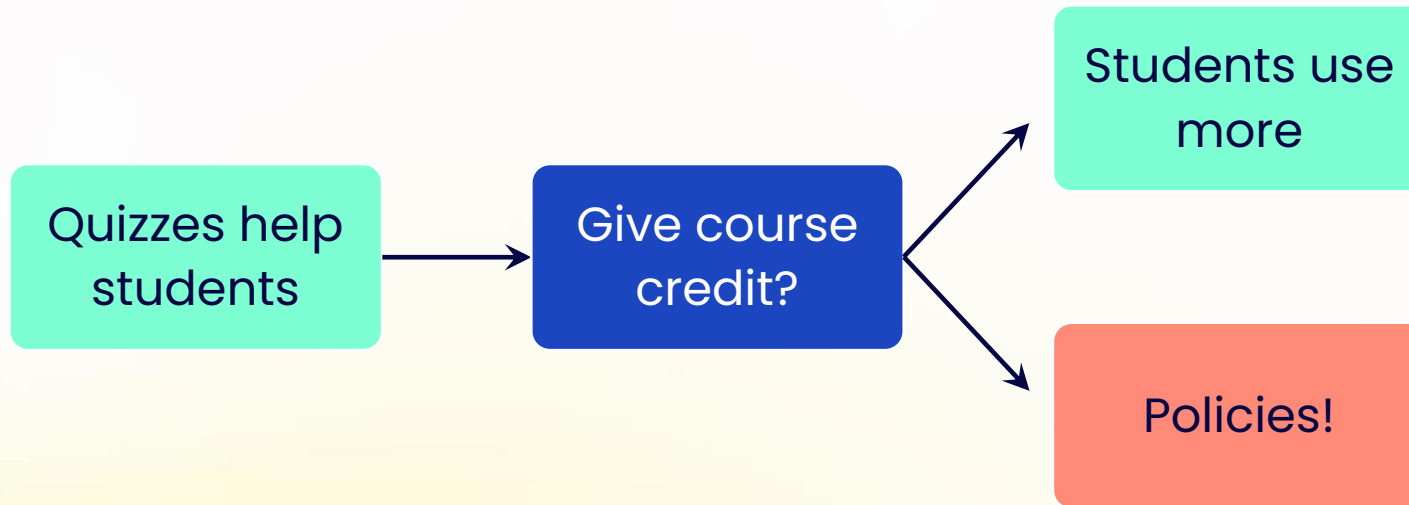 Quizzes help
students
Give course
credit?
Students use
more
Policies!